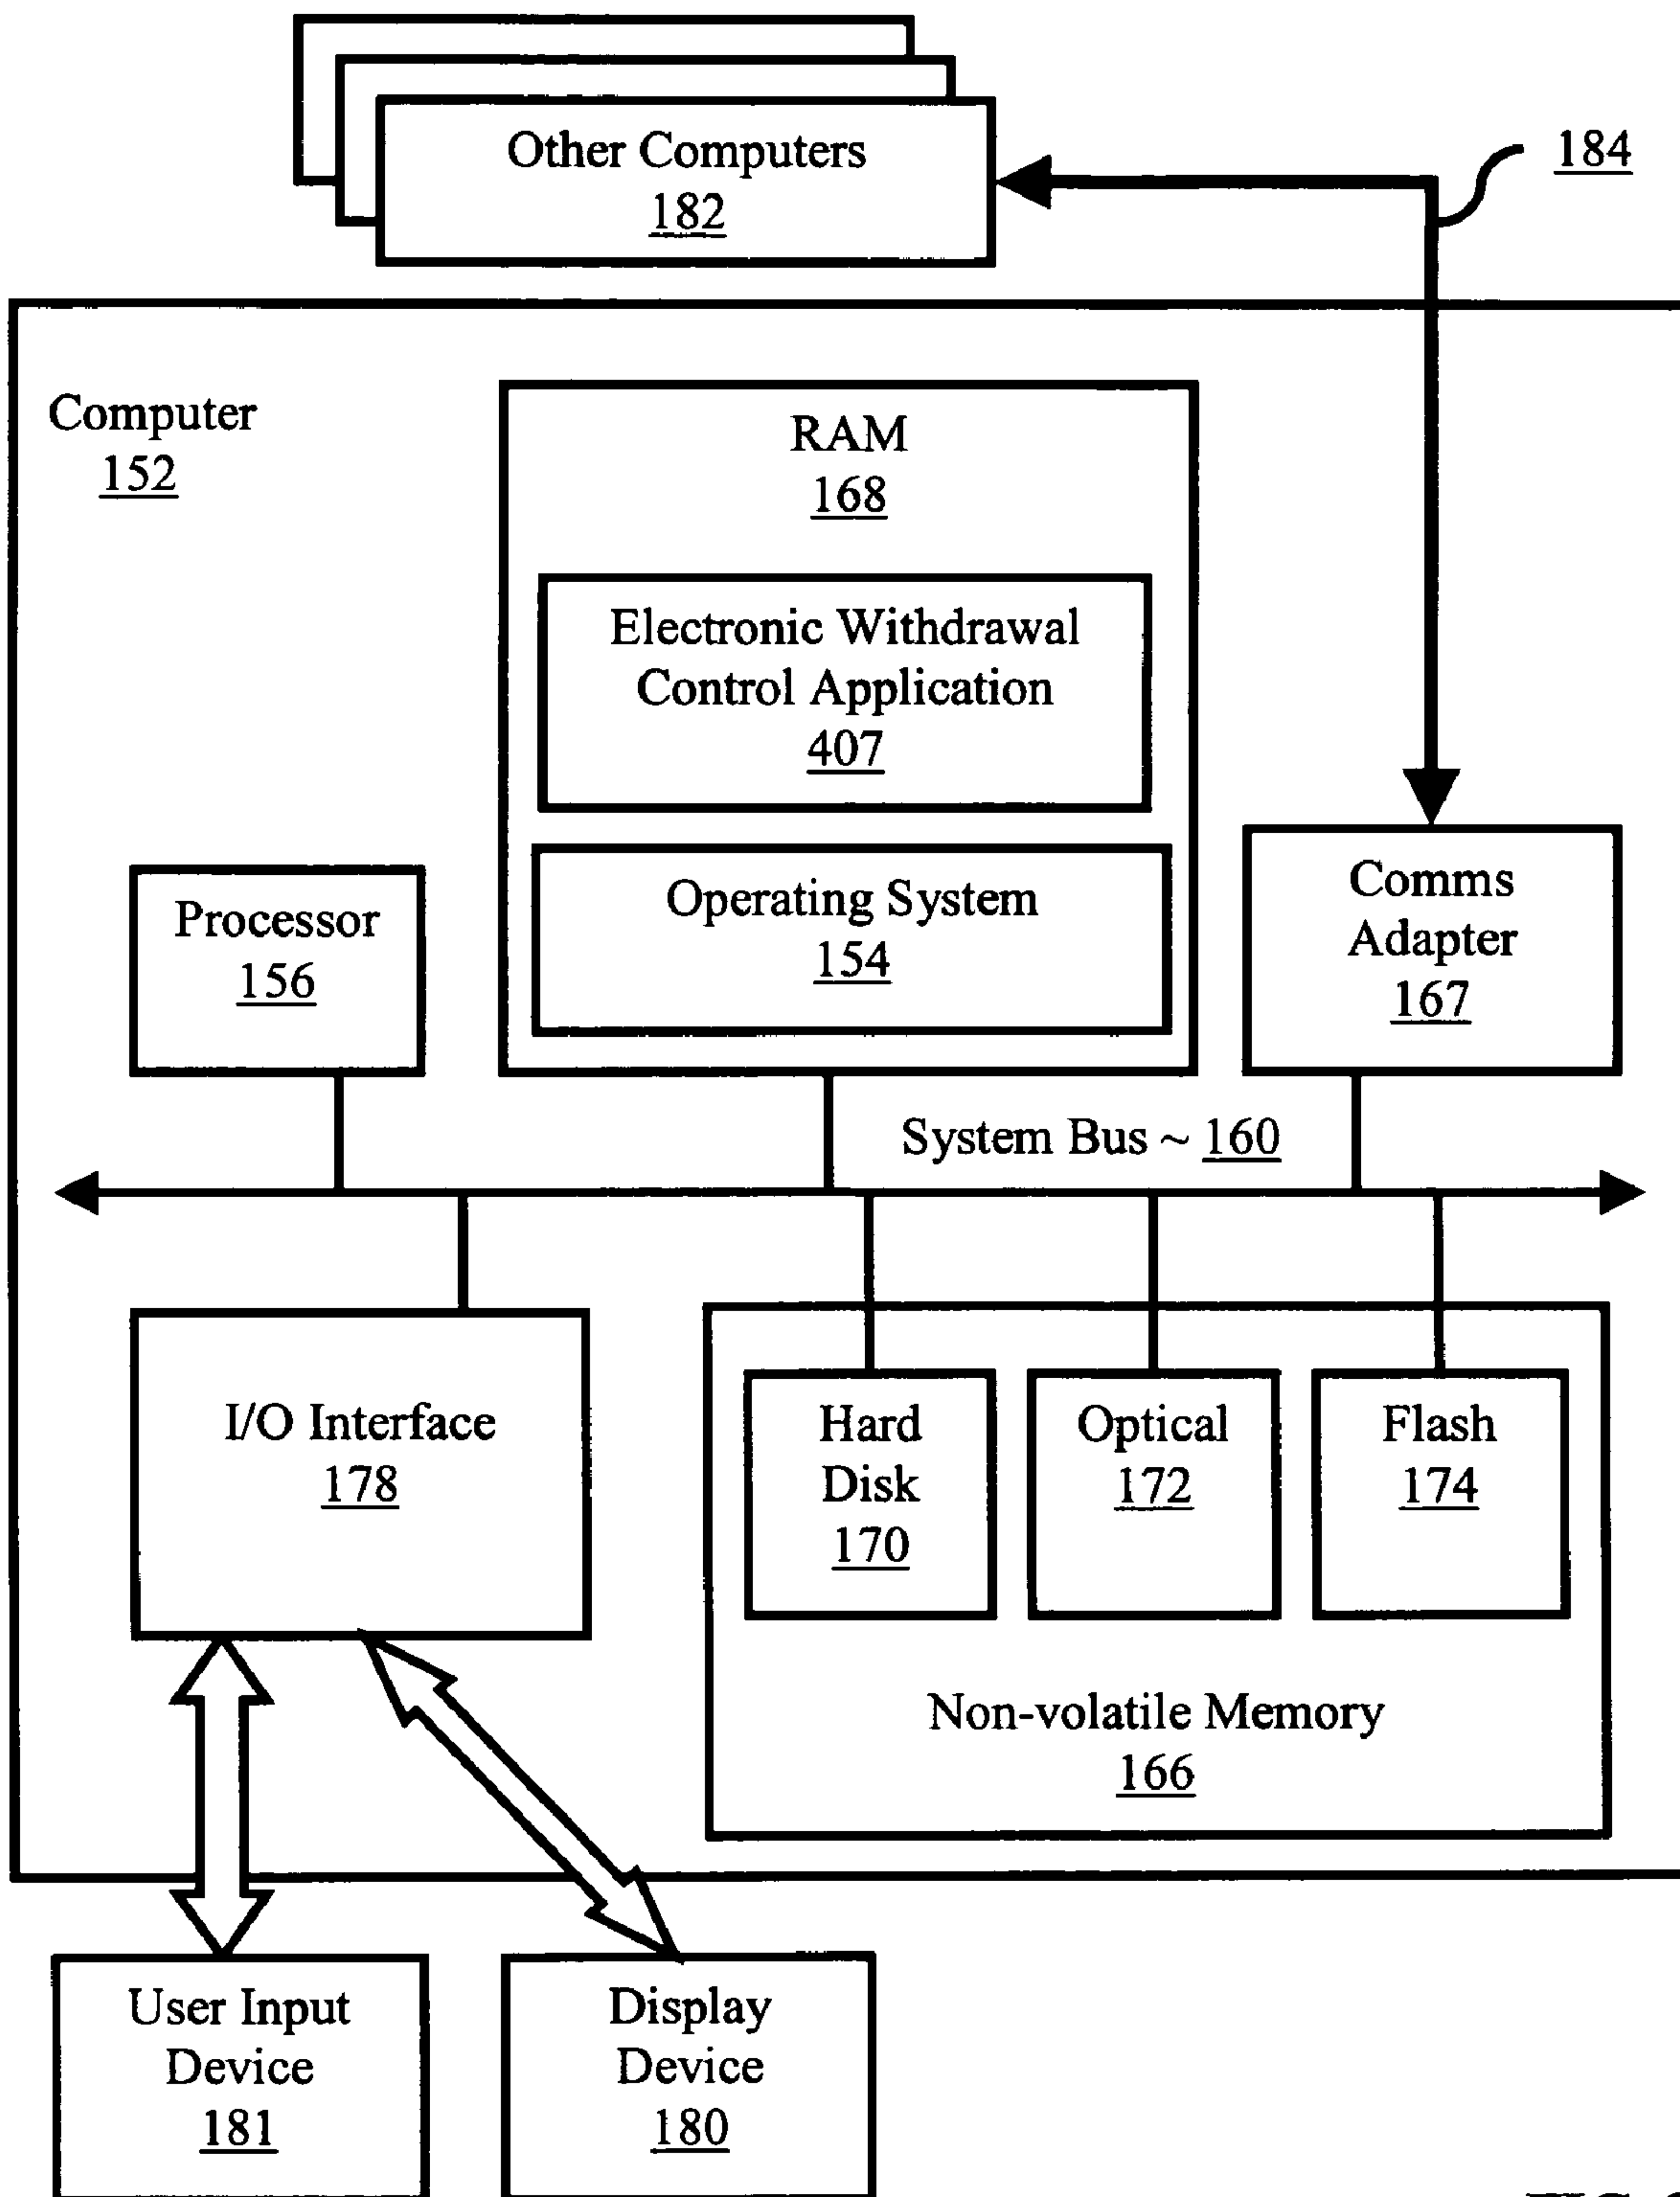 Other Computers
182
184
Computer
152
RAM
168
Electronic Withdrawal
Control Application
407
Operating System
154
Processor
156
Comms
Adapter
167
System Bus ~ 160
I/O Interface
178
Hard
Disk
170
Optical
172
Flash
174
Non-volatile Memory
166
User Input
Device
181
Display
Device
180